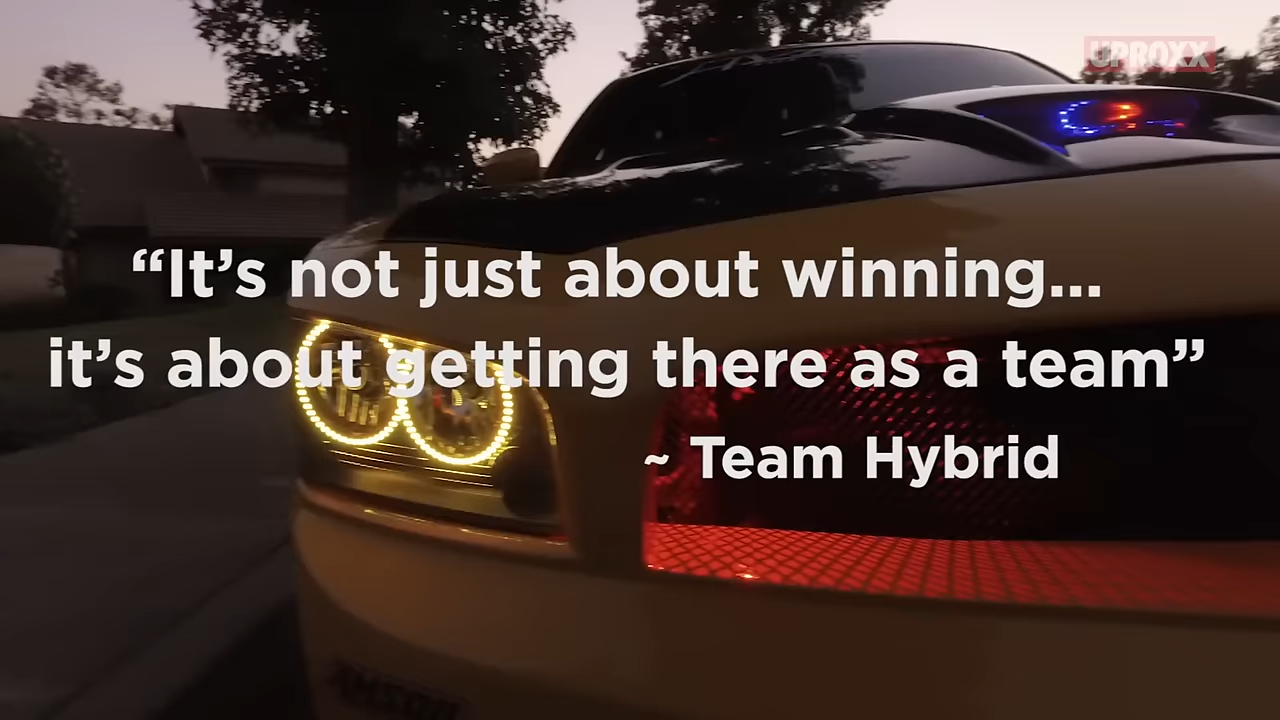 UPROXX
“It’s not just about winning...
it’s about getting there as a team”
~ Team Hybrid